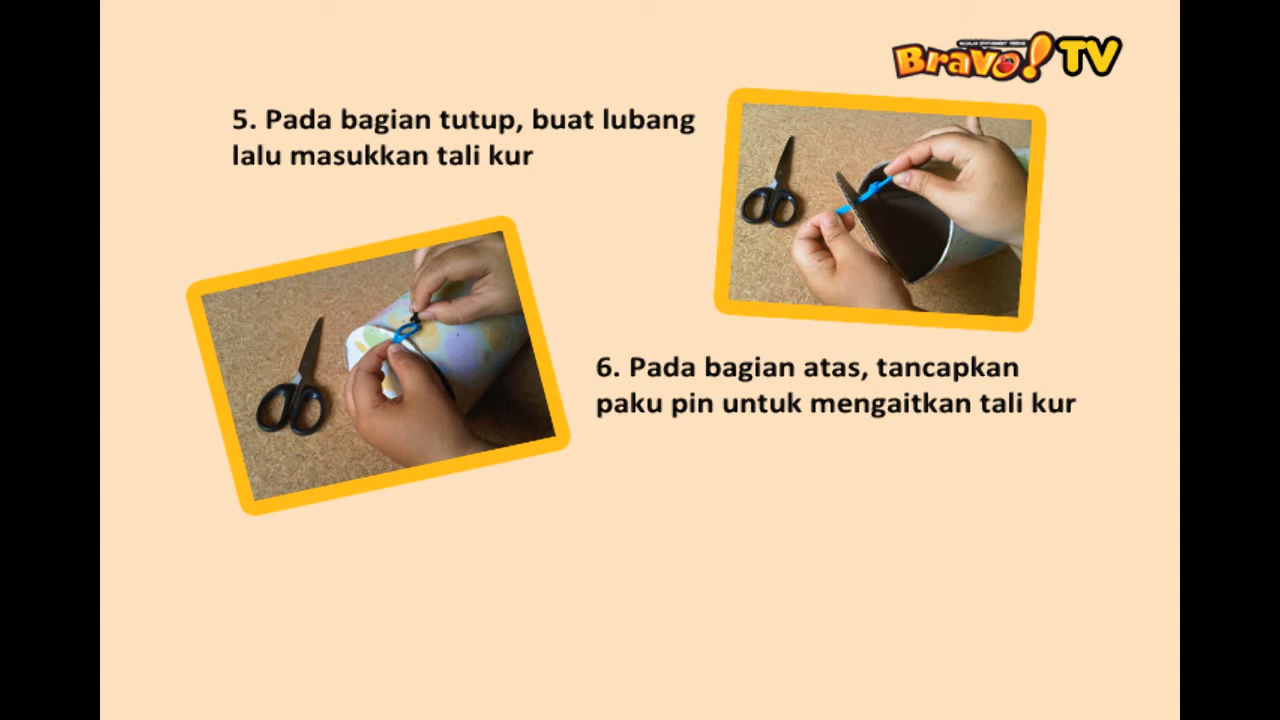 Bravo! TV
5. Pada bagian tutup, buat lubang
lalu masukkan tali kur
6. Pada bagian atas, tancapkan
paku pin untuk mengaitkan tali kur